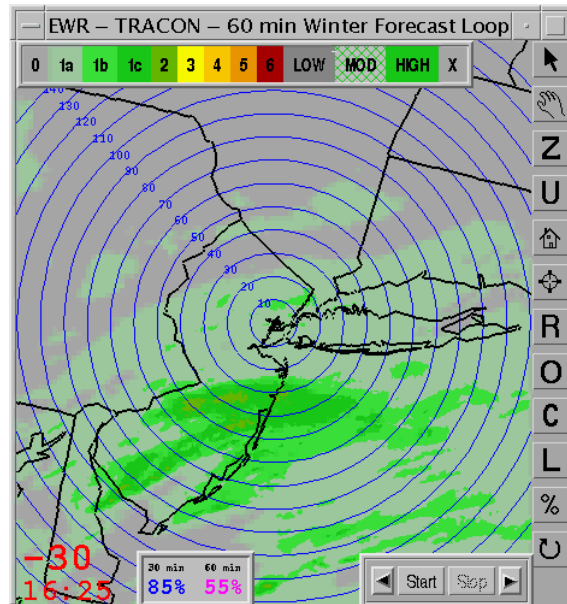 EWR – TRACON – 60 min Winter Forecast Loop
0 1a 1b 1c 2 3 4 5 6 LOW MOD HIGH X
140
130
120
110
100
90
80
70
60
50
40
30
20
10
Z
U
R
O
C
L
%
-30
16:25
30 min 60 min
85% 55%
Start Stop